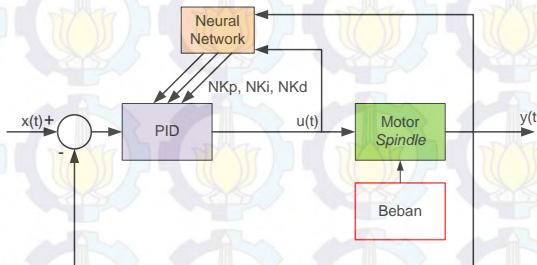 Neural
Network
NKp, NKi, NKd
x(t)
+
-
PID
u(t)
Motor
Spindle
y(t
Beban